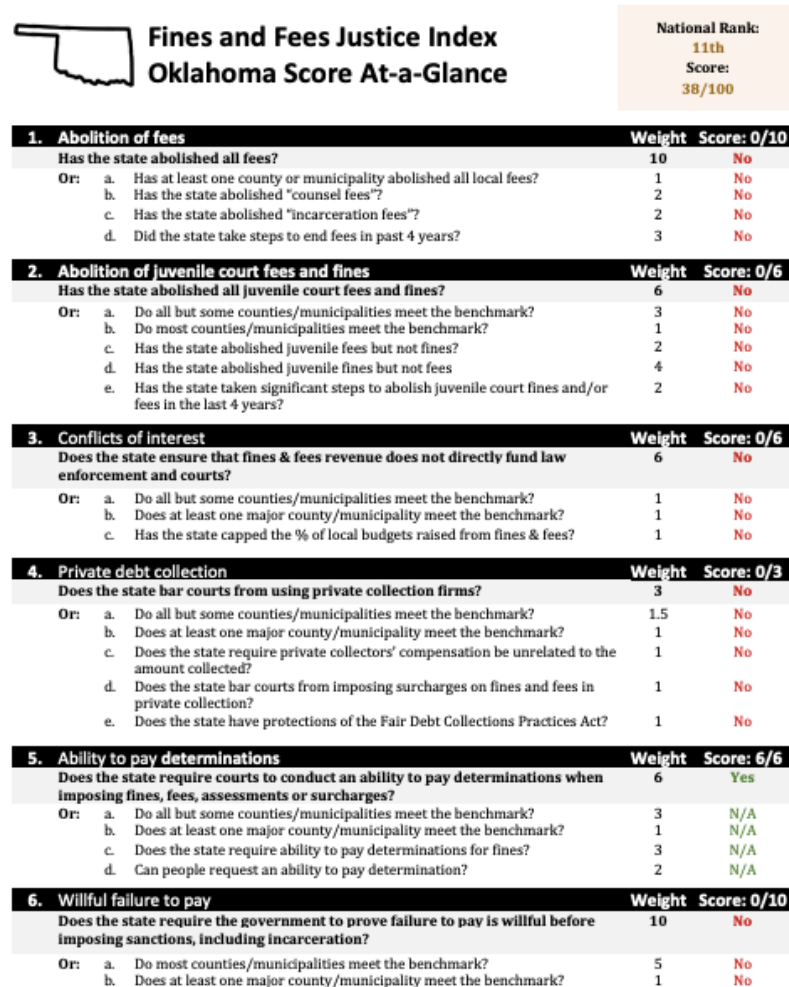 Fines and Fees Justice Index
Oklahoma Score At-a-Glance
National Rank:
11th
Score:
38/100
1. Abolition of fees Weight Score: 0/10
Has the state abolished all fees? 10 No
Or: a. Has at least one county or municipality abolished all local fees? 1 No
b. Has the state abolished "counsel fees"? 2 No
c. Has the state abolished "incarceration fees"? 2 No
d. Did the state take steps to end fees in past 4 years? 3 No
2. Abolition of juvenile court fees and fines Weight Score: 0/6
Has the state abolished all juvenile court fees and fines? 6 No
Or: a. Do all but some counties/municipalities meet the benchmark? 3 No
b. Do most counties/municipalities meet the benchmark? 1 No
c. Has the state abolished juvenile fees but not fines? 2 No
d. Has the state abolished juvenile fines but not fees 4 No
e. Has the state taken significant steps to abolish juvenile court fines and/or 2 No
fees in the last 4 years?
3. Conflicts of interest Weight Score: 0/6
Does the state ensure that fines & fees revenue does not directly fund law 6 No
enforcement and courts?
Or: a. Do all but some counties/municipalities meet the benchmark? 1 No
b. Does at least one major county/municipality meet the benchmark? 1 No
c. Has the state capped the % of local budgets raised from fines & fees? 1 No
4. Private debt collection Weight Score: 0/3
Does the state bar courts from using private collection firms? 3 No
Or: a. Do all but some counties/municipalities meet the benchmark? 1.5 No
b. Does at least one major county/municipality meet the benchmark? 1 No
c. Does the state require private collectors' compensation be unrelated to the 1 No
amount collected?
d. Does the state bar courts from imposing surcharges on fines and fees in 1 No
private collection?
e. Does the state have protections of the Fair Debt Collections Practices Act? 1 No
5. Ability to pay determinations Weight Score: 6/6
Does the state require courts to conduct an ability to pay determinations when 6 Yes
imposing fines, fees, assessments or surcharges?
Or: a. Do all but some counties/municipalities meet the benchmark? 3 N/A
b. Does at least one major county/municipality meet the benchmark? 1 N/A
c. Does the state require ability to pay determinations for fines? 3 N/A
d. Can people request an ability to pay determination? 2 N/A
6. Willful failure to pay Weight Score: 0/10
Does the state require the government to prove failure to pay is willful before 10 No
imposing sanctions, including incarceration?
Or: a. Do most counties/municipalities meet the benchmark? 5 No
b. Does at least one major county/municipality meet the benchmark? 1 No